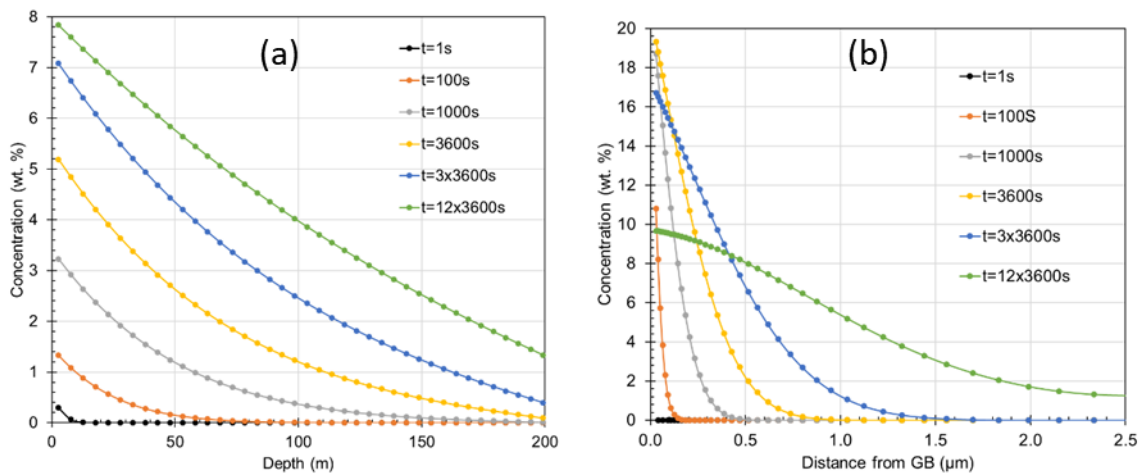 (a)
Concentration (wt. %)
8
7
6
5
4
3
2
1
0
0
50
100
150
200
Depth (m)
t=1s
t=100s
t=1000s
t=3600s
t=3x3600s
t=12x3600s
(b)
Concentration (wt. %)
20
18
16
14
12
10
8
6
4
2
0
0.0
0.5
1.0
1.5
2.0
2.5
Distance from GB (µm)
t=1s
t=100S
t=1000s
t=3600s
t=3x3600s
t=12x3600s